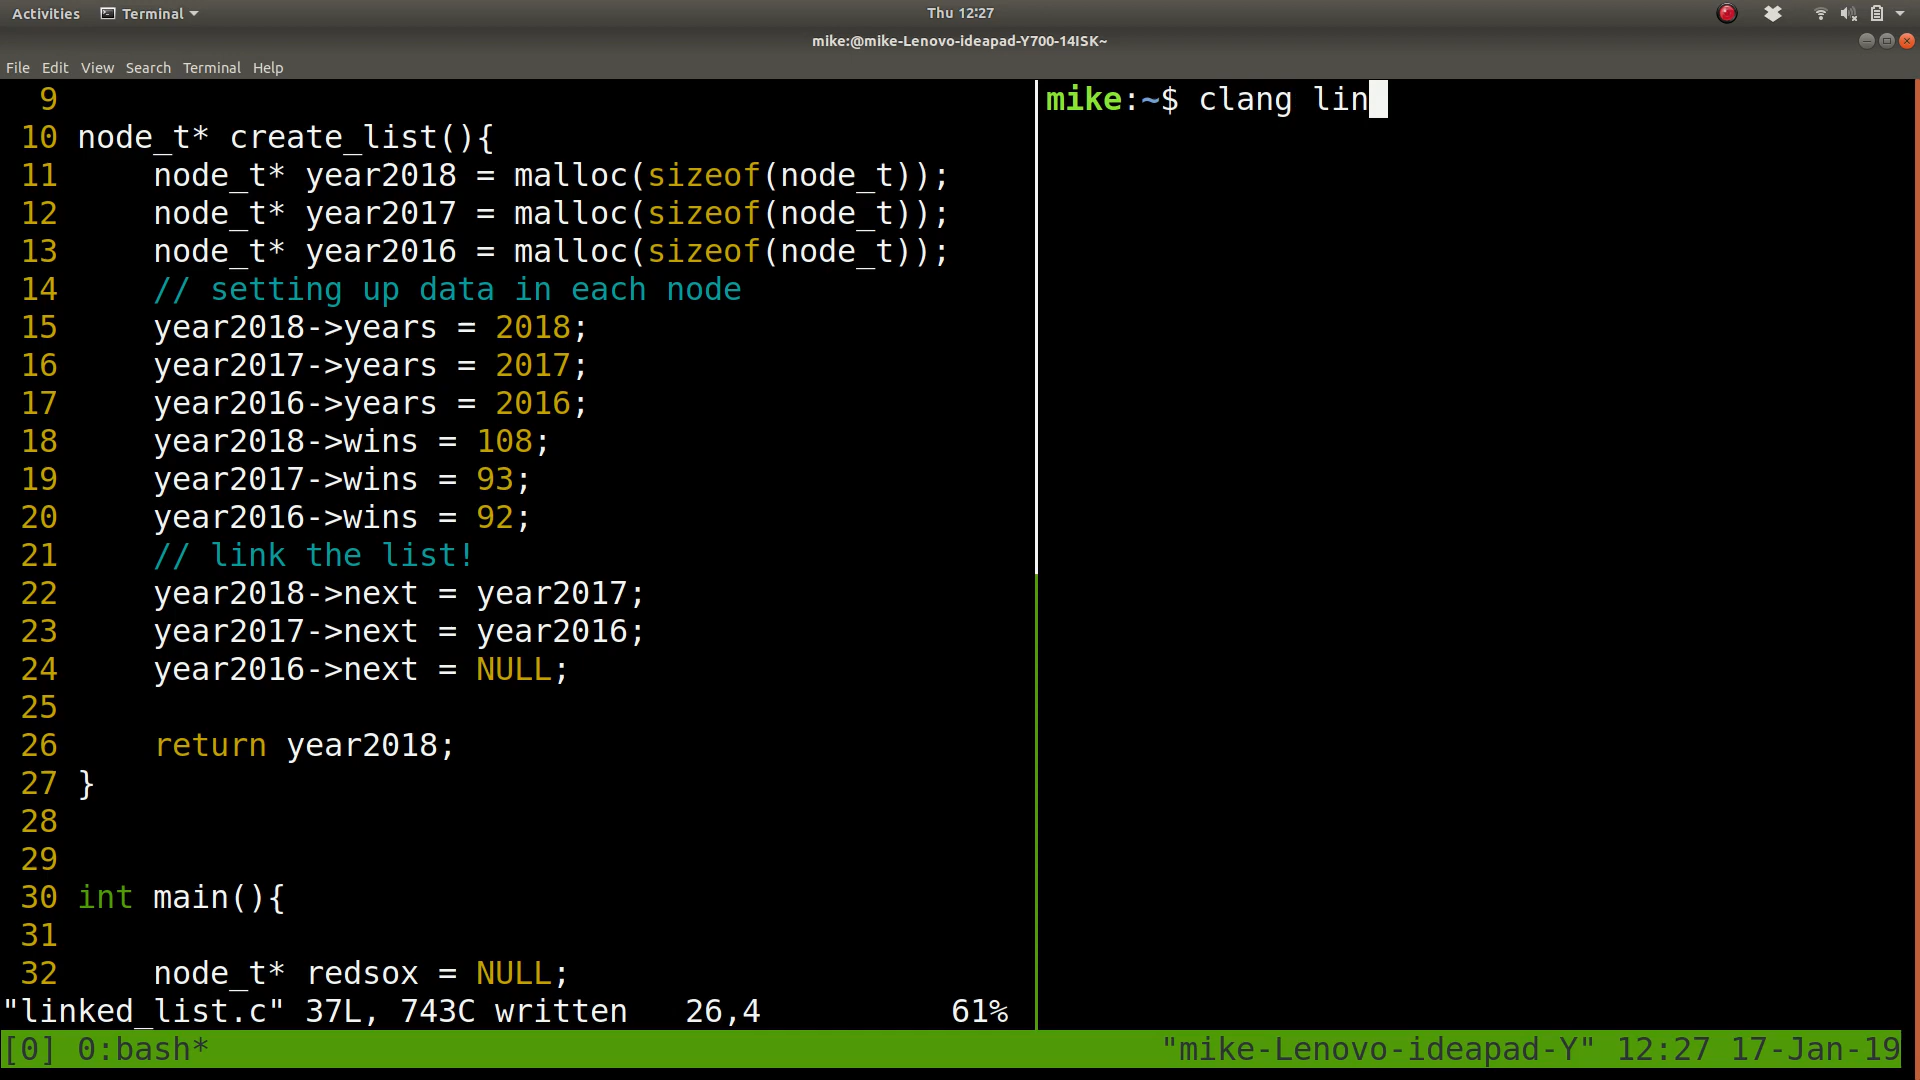 Activities Terminal Thu 12:27
mike:@mike-Lenovo-ideapad-Y700-14ISK~
File Edit View Search Terminal Help
9
10 node_t* create_list(){
11     node_t* year2018 = malloc(sizeof(node_t));
12     node_t* year2017 = malloc(sizeof(node_t));
13     node_t* year2016 = malloc(sizeof(node_t));
14     // setting up data in each node
15     year2018->years = 2018;
16     year2017->years = 2017;
17     year2016->years = 2016;
18     year2018->wins = 108;
19     year2017->wins = 93;
20     year2016->wins = 92;
21     // link the list!
22     year2018->next = year2017;
23     year2017->next = year2016;
24     year2016->next = NULL;
25
26     return year2018;
27 }
28
29
30 int main(){
31
32     node_t* redsox = NULL;
"linked_list.c" 37L, 743C written   26,4   61%
mike:~$ clang lin
[0] 0:bash* "mike-Lenovo-ideapad-Y" 12:27 17-Jan-19